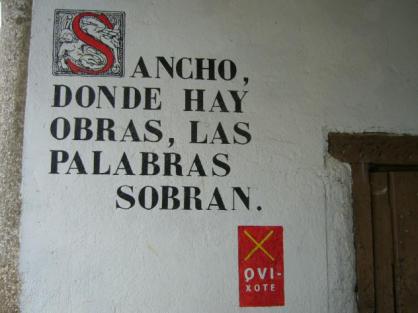 SANCHO,
DONDE HAY
OBRAS, LAS
PALABRAS
SOBRAN.
QVI-
XOTE